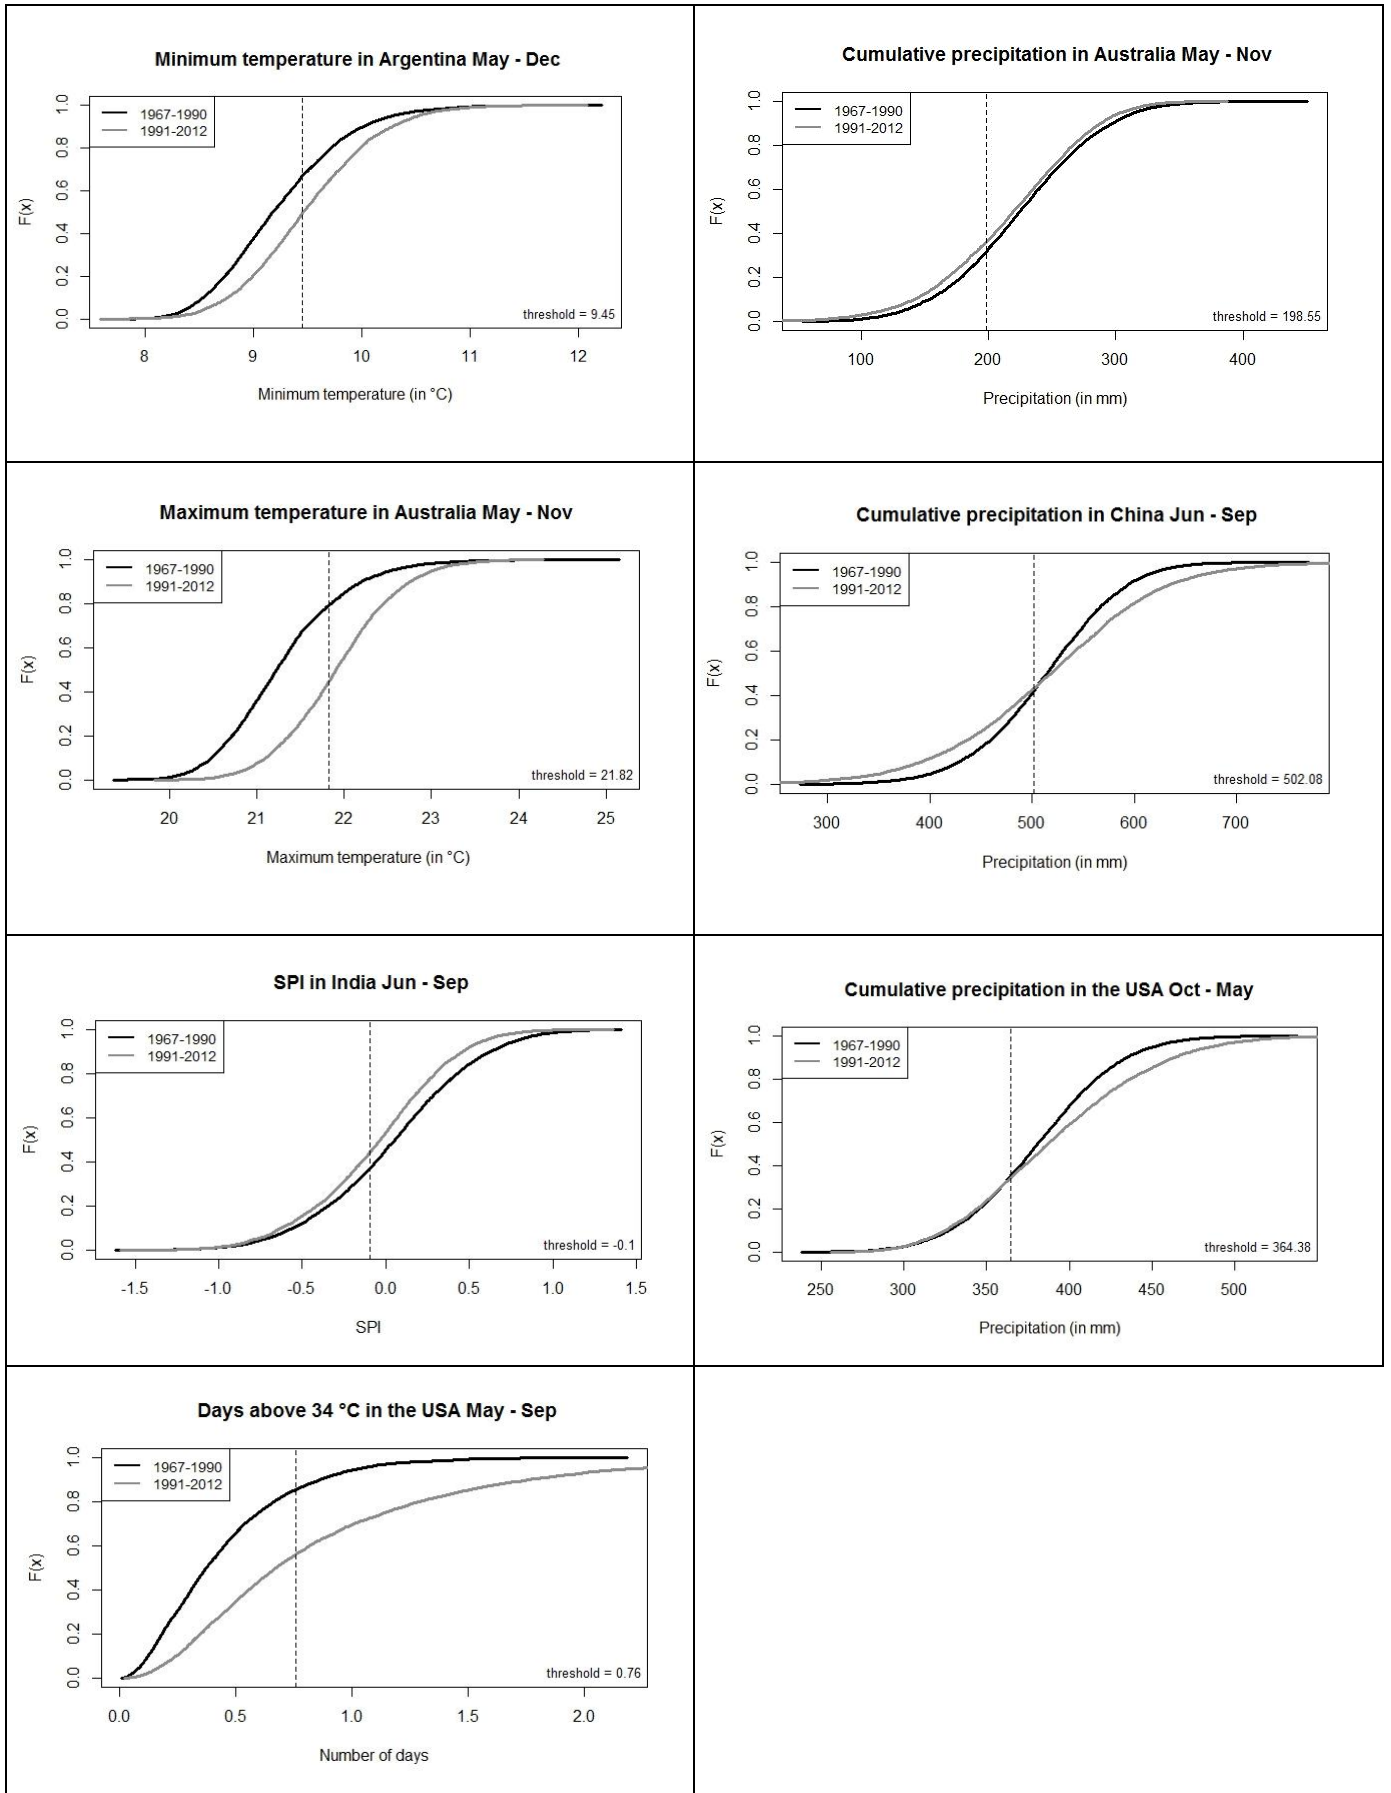 Minimum temperature in Argentina May - Dec
1967-1990
1991-2012
F(x)
0.0 0.2 0.4 0.6 0.8 1.0
threshold = 9.45
8 9 10 11 12
Minimum temperature (in °C)
Cumulative precipitation in Australia May - Nov
1967-1990
1991-2012
F(x)
0.0 0.2 0.4 0.6 0.8 1.0
threshold = 198.55
100 200 300 400
Precipitation (in mm)
Maximum temperature in Australia May - Nov
1967-1990
1991-2012
F(x)
0.0 0.2 0.4 0.6 0.8 1.0
threshold = 21.82
20 21 22 23 24 25
Maximum temperature (in °C)
Cumulative precipitation in China Jun - Sep
1967-1990
1991-2012
F(x)
0.0 0.2 0.4 0.6 0.8 1.0
threshold = 502.08
300 400 500 600 700
Precipitation (in mm)
SPI in India Jun - Sep
1967-1990
1991-2012
F(x)
0.0 0.2 0.4 0.6 0.8 1.0
threshold = -0.1
-1.5 -1.0 -0.5 0.0 0.5 1.0 1.5
SPI
Cumulative precipitation in the USA Oct - May
1967-1990
1991-2012
F(x)
0.0 0.2 0.4 0.6 0.8 1.0
threshold = 364.38
250 300 350 400 450 500
Precipitation (in mm)
Days above 34 °C in the USA May - Sep
1967-1990
1991-2012
F(x)
0.0 0.2 0.4 0.6 0.8 1.0
threshold = 0.76
0.0 0.5 1.0 1.5 2.0
Number of days